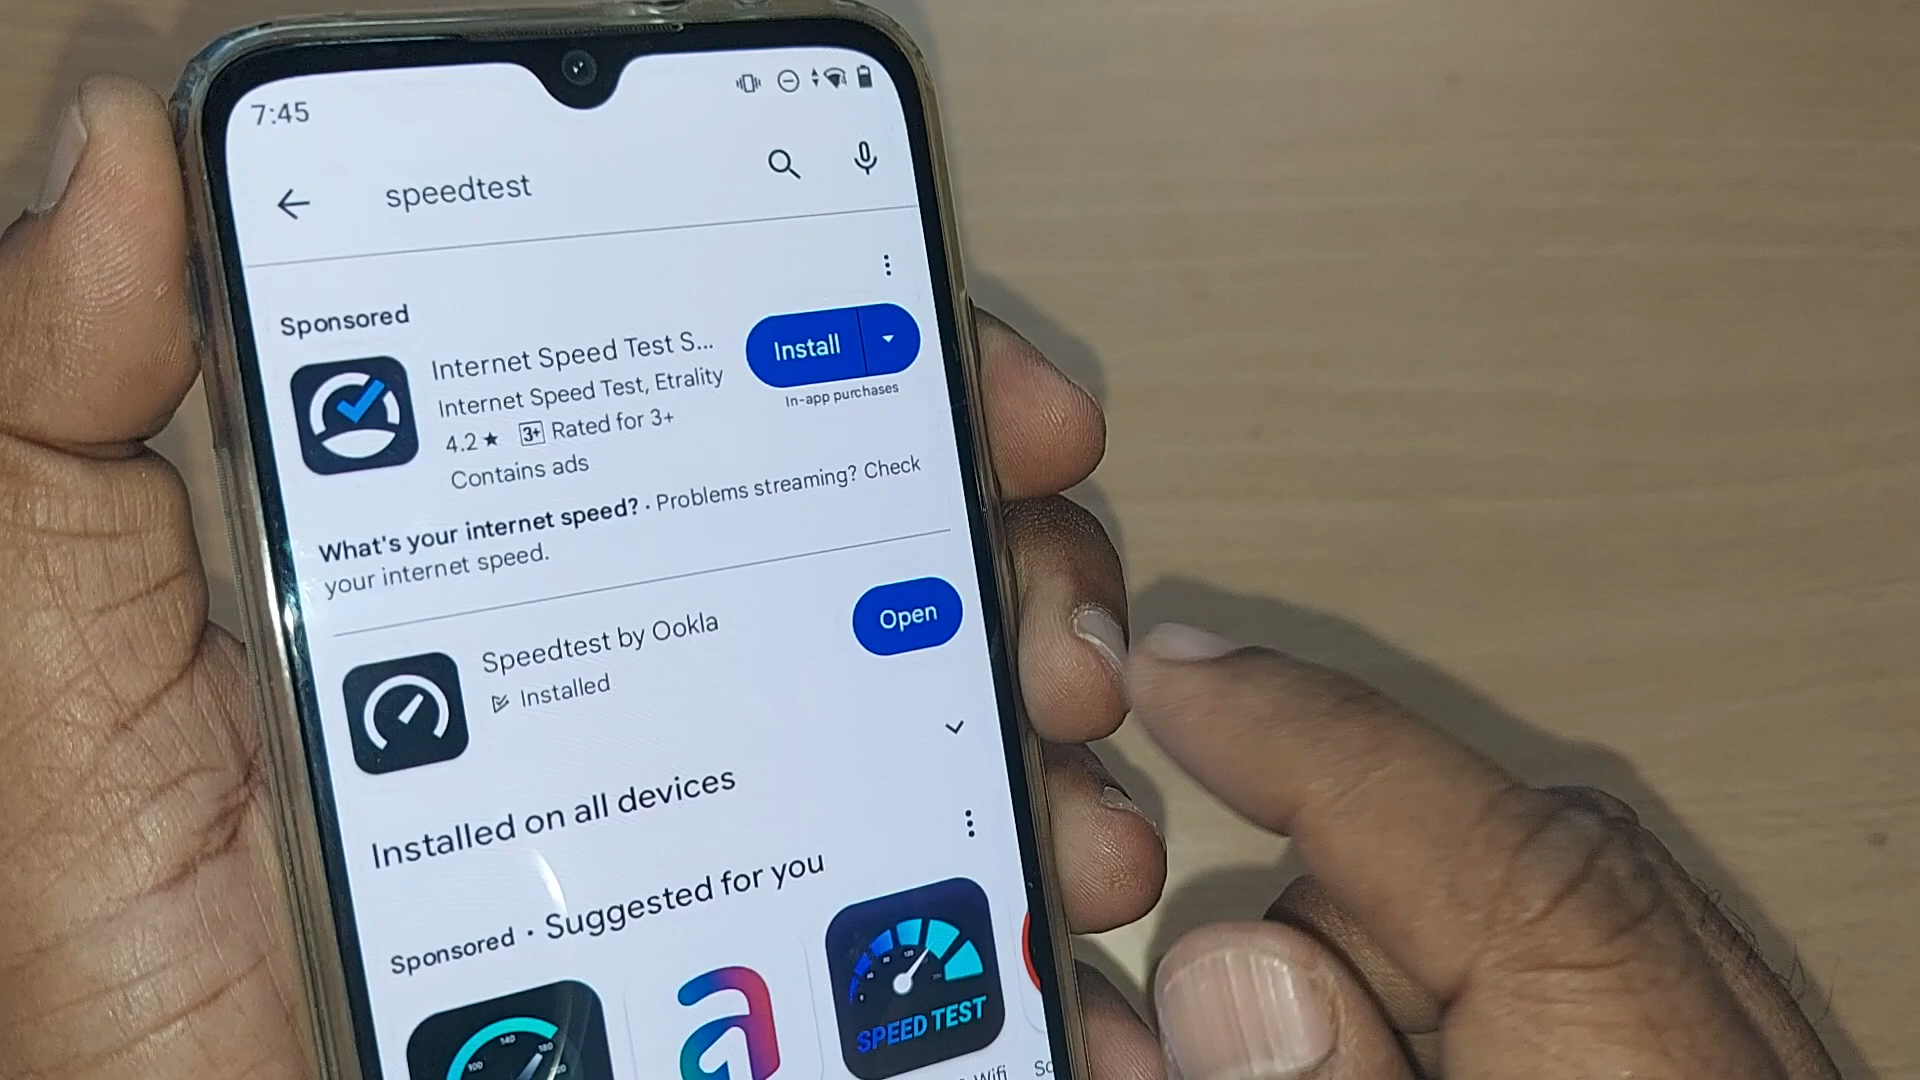 7:45
speedtest
Sponsored
Internet Speed Test S...
Install
Internet Speed Test, Etrality
In-app purchases
4.2★ 3+ Rated for 3+
Contains ads
What's your internet speed? · Problems streaming? Check
your internet speed.
Speedtest by Ookla
Open
Installed
Installed on all devices
Sponsored · Suggested for you
SPEED TEST
Wifi